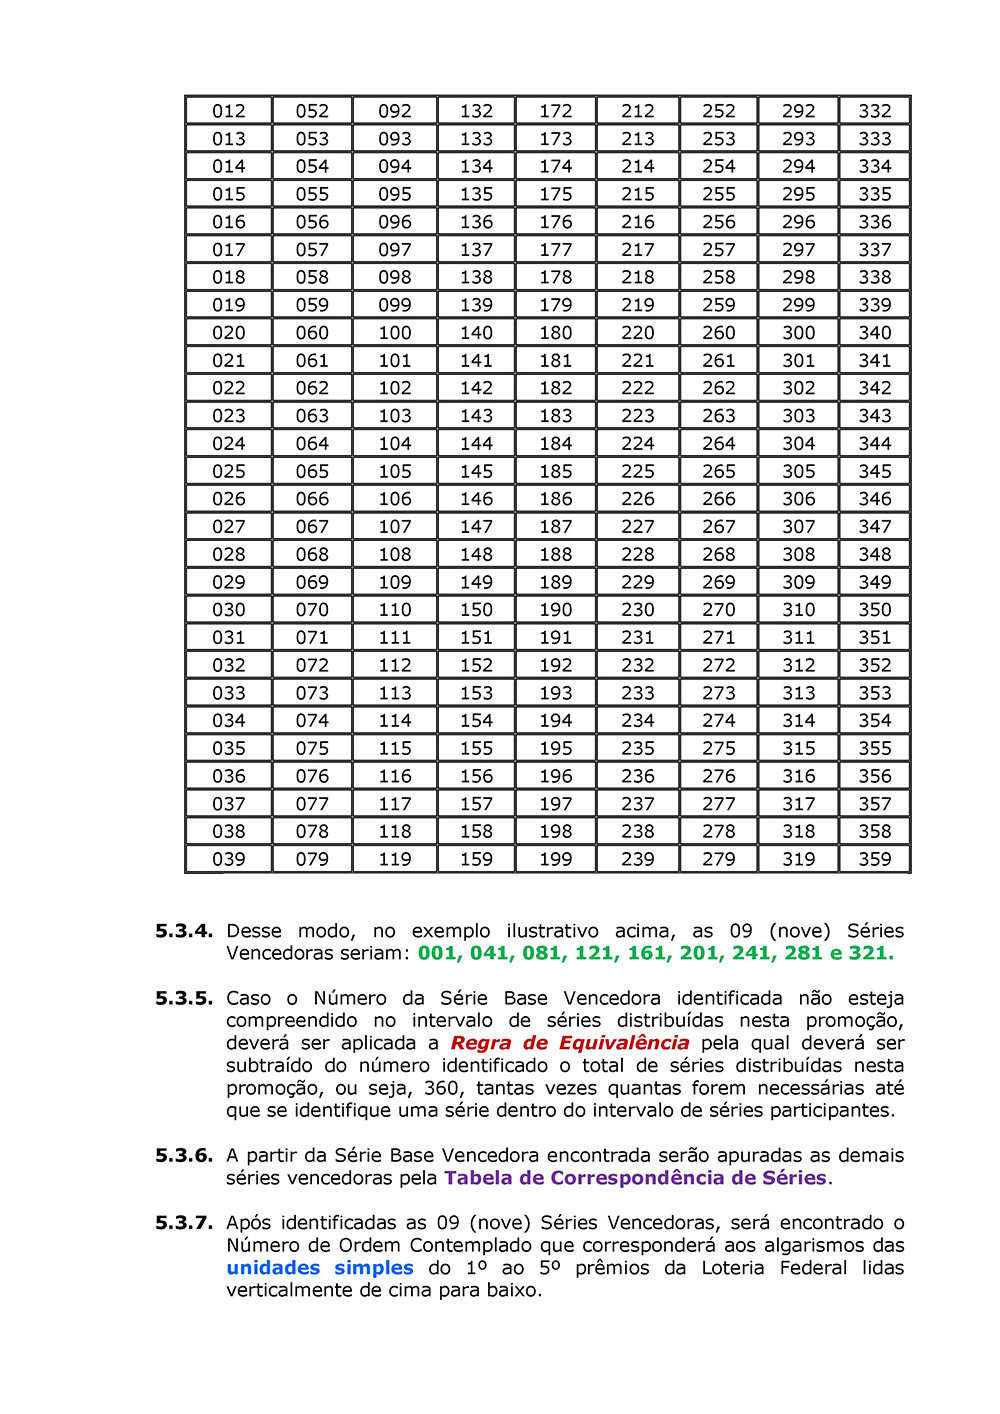 012 052 092 132 172 212 252 292 332
013 053 093 133 173 213 253 293 333
014 054 094 134 174 214 254 294 334
015 055 095 135 175 215 255 295 335
016 056 096 136 176 216 256 296 336
017 057 097 137 177 217 257 297 337
018 058 098 138 178 218 258 298 338
019 059 099 139 179 219 259 299 339
020 060 100 140 180 220 260 300 340
021 061 101 141 181 221 261 301 341
022 062 102 142 182 222 262 302 342
023 063 103 143 183 223 263 303 343
024 064 104 144 184 224 264 304 344
025 065 105 145 185 225 265 305 345
026 066 106 146 186 226 266 306 346
027 067 107 147 187 227 267 307 347
028 068 108 148 188 228 268 308 348
029 069 109 149 189 229 269 309 349
030 070 110 150 190 230 270 310 350
031 071 111 151 191 231 271 311 351
032 072 112 152 192 232 272 312 352
033 073 113 153 193 233 273 313 353
034 074 114 154 194 234 274 314 354
035 075 115 155 195 235 275 315 355
036 076 116 156 196 236 276 316 356
037 077 117 157 197 237 277 317 357
038 078 118 158 198 238 278 318 358
039 079 119 159 199 239 279 319 359
5.3.4. Desse modo, no exemplo ilustrativo acima, as 09 (nove) Séries
Vencedoras seriam: 001, 041, 081, 121, 161, 201, 241, 281 e 321.
5.3.5. Caso o Número da Série Base Vencedora identificada não esteja
compreendido no intervalo de séries distribuídas nesta promoção,
deverá ser aplicada a Regra de Equivalência pela qual deverá ser
subtraído do número identificado o total de séries distribuídas nesta
promoção, ou seja, 360, tantas vezes quantas forem necessárias até
que se identifique uma série dentro do intervalo de séries participantes.
5.3.6. A partir da Série Base Vencedora encontrada serão apuradas as demais
séries vencedoras pela Tabela de Correspondência de Séries.
5.3.7. Após identificadas as 09 (nove) Séries Vencedoras, será encontrado o
Número de Ordem Contemplado que corresponderá aos algarismos das
unidades simples do 1º ao 5º prêmios da Loteria Federal lidas
verticalmente de cima para baixo.